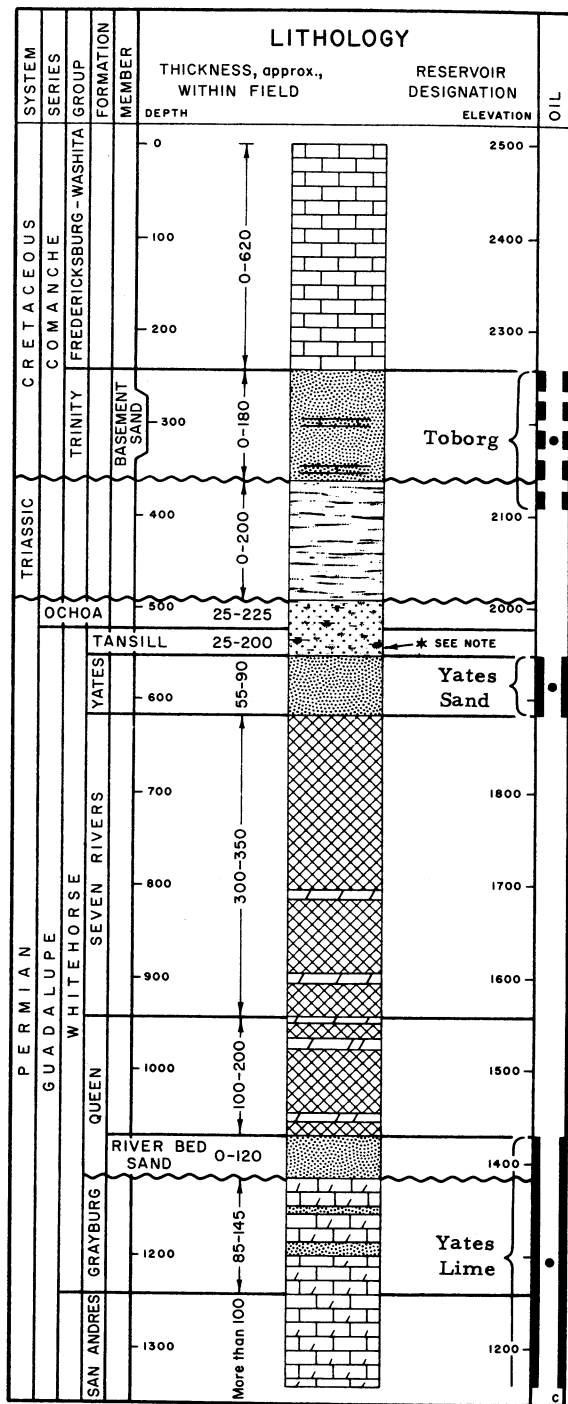 LITHOLOGY
SYSTEM
SERIES
GROUP
FORMATION
MEMBER
THICKNESS, approx.,
WITHIN FIELD
RESERVOIR
DESIGNATION
DEPTH
ELEVATION
OIL
CRETACEOUS
COMANCHE
FREDERICKSBURG-WASHITA
0
100
200
0-620
2500
2400
2300
TRINITY
BASEMENT
SAND
300
0-180
Toborg
TRIASSIC
400
0-200
2100
OCHOA
500
25-225
2000
TANSILL
25-200
* SEE NOTE
PERMIAN
GUADALUPE
WHITEHORSE
YATES
600
55-90
Yates
Sand
SEVEN RIVERS
700
800
900
300-350
1800
1700
1600
QUEEN
1000
100-200
1500
RIVER BED
SAND
0-120
1400
GRAYBURG
1200
85-145
Yates
Lime
SAN ANDRES
1300
More than 100
1200
C